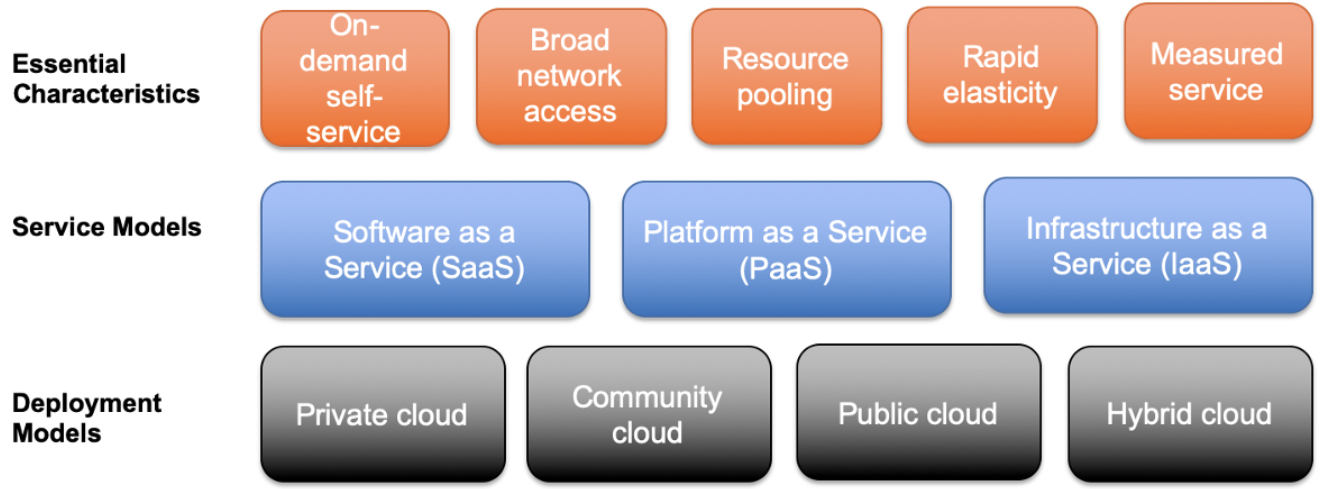 Essential
Characteristics
On-
demand
self-
service
Broad
network
access
Resource
pooling
Rapid
elasticity
Measured
service
Service Models
Software as a
Service (SaaS)
Platform as a Service
(PaaS)
Infrastructure as a
Service (IaaS)
Deployment
Models
Private cloud
Community
cloud
Public cloud
Hybrid cloud